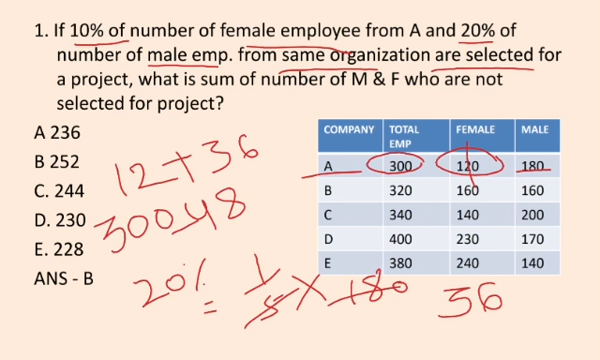 1. If 10% of number of female employee from A and 20% of
number of male emp. from same organization are selected for
a project, what is sum of number of M & F who are not
selected for project?
A 236
B 252
C. 244
D. 230
E. 228
ANS - B
COMPANY TOTAL EMP FEMALE MALE
A 300 120 180
B 320 160 160
C 340 140 200
D 400 230 170
E 380 240 140
12+36
300-48
20% = 1/5 × 180 36